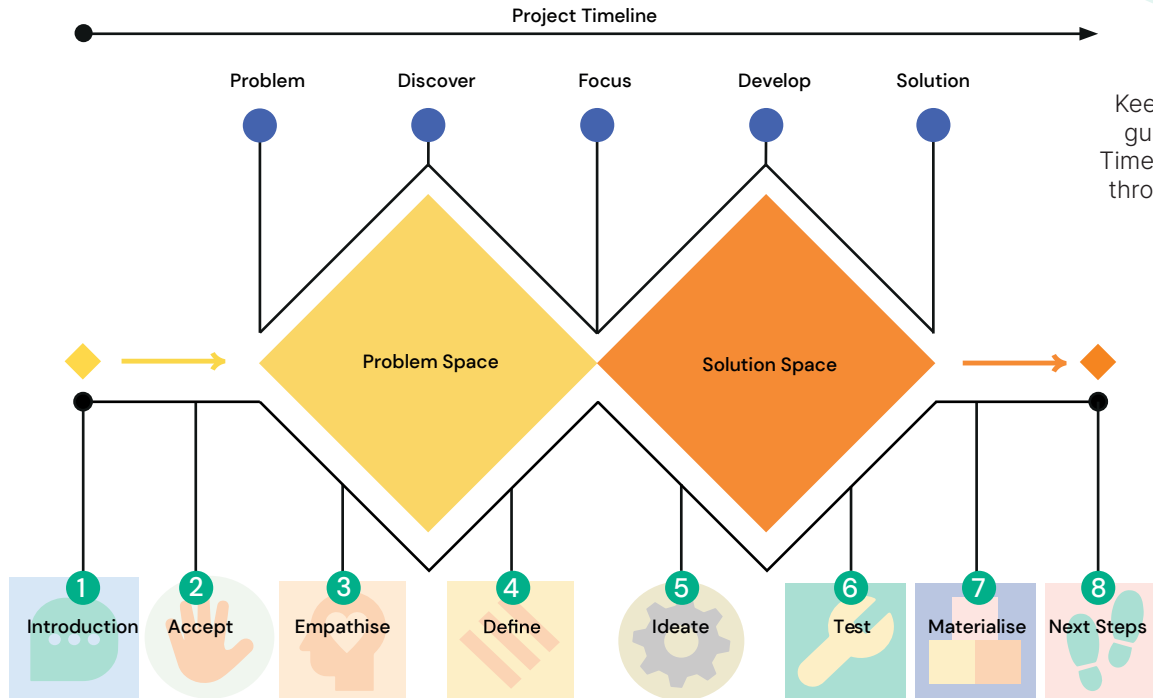 Project Timeline
Problem
Discover
Focus
Develop
Solution
Kee
gu
Time
thro
Problem Space
Solution Space
1
2
3
4
5
6
7
8
Introduction
Accept
Empathise
Define
Ideate
Test
Materialise
Next Steps